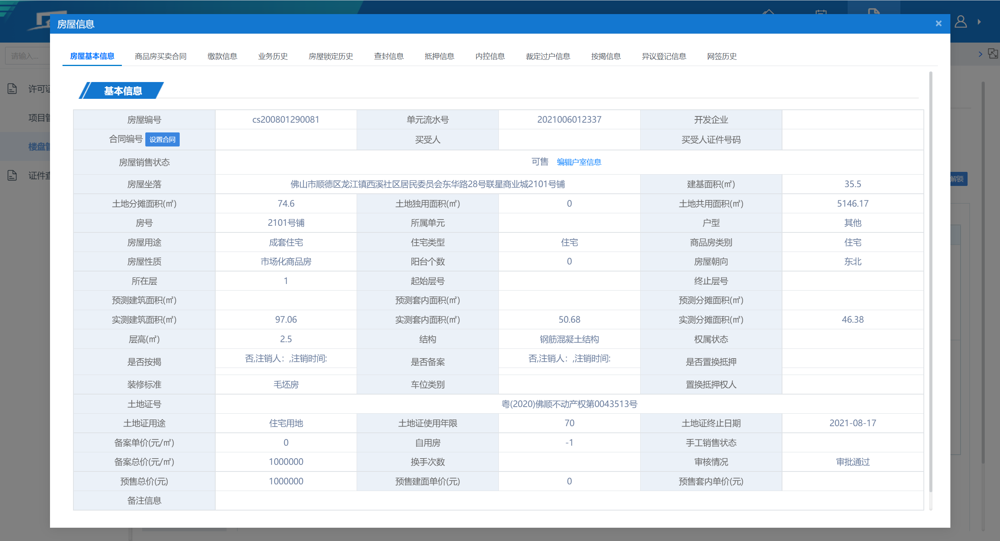 房屋信息
请输入...
房屋基本信息 商品房买卖合同 缴款信息 业务历史 房屋锁定历史 查封信息 抵押信息 内控信息 裁定过户信息 按揭信息 异议登记信息 网签历史
许可证
项目管
楼盘管
证件查
解锁
基本信息
房屋编号 cs200801290081 单元流水号 2021006012337 开发企业
合同编号 设置合同 买受人 买受人证件号码
房屋销售状态 可售 编辑户室信息
房屋坐落 佛山市顺德区龙江镇西溪社区居民委员会东华路28号联星商业城2101号铺 建基面积(㎡) 35.5
土地分摊面积(㎡) 74.6 土地独用面积(㎡) 0 土地共用面积(㎡) 5146.17
房号 2101号铺 所属单元 户型 其他
房屋用途 成套住宅 住宅类型 住宅 商品房类别 住宅
房屋性质 市场化商品房 阳台个数 0 房屋朝向 东北
所在层 1 起始层号 终止层号
预测建筑面积(㎡) 预测套内面积(㎡) 预测分摊面积(㎡)
实测建筑面积(㎡) 97.06 实测套内面积(㎡) 50.68 实测分摊面积(㎡) 46.38
层高(㎡) 2.5 结构 钢筋混凝土结构 权属状态
是否按揭 否,注销人：,注销时间: 是否备案 否,注销人：,注销时间: 是否置换抵押
装修标准 毛坯房 车位类别 置换抵押权人
土地证号 粤(2020)佛顺不动产权第0043513号
土地证用途 住宅用地 土地证使用年限 70 土地证终止日期 2021-08-17
备案单价(元/㎡) 0 自用房 -1 手工销售状态
备案总价(元/㎡) 1000000 换手次数 审核情况 审批通过
预售总价(元) 1000000 预售建面单价(元) 0 预售套内单价(元)
备注信息